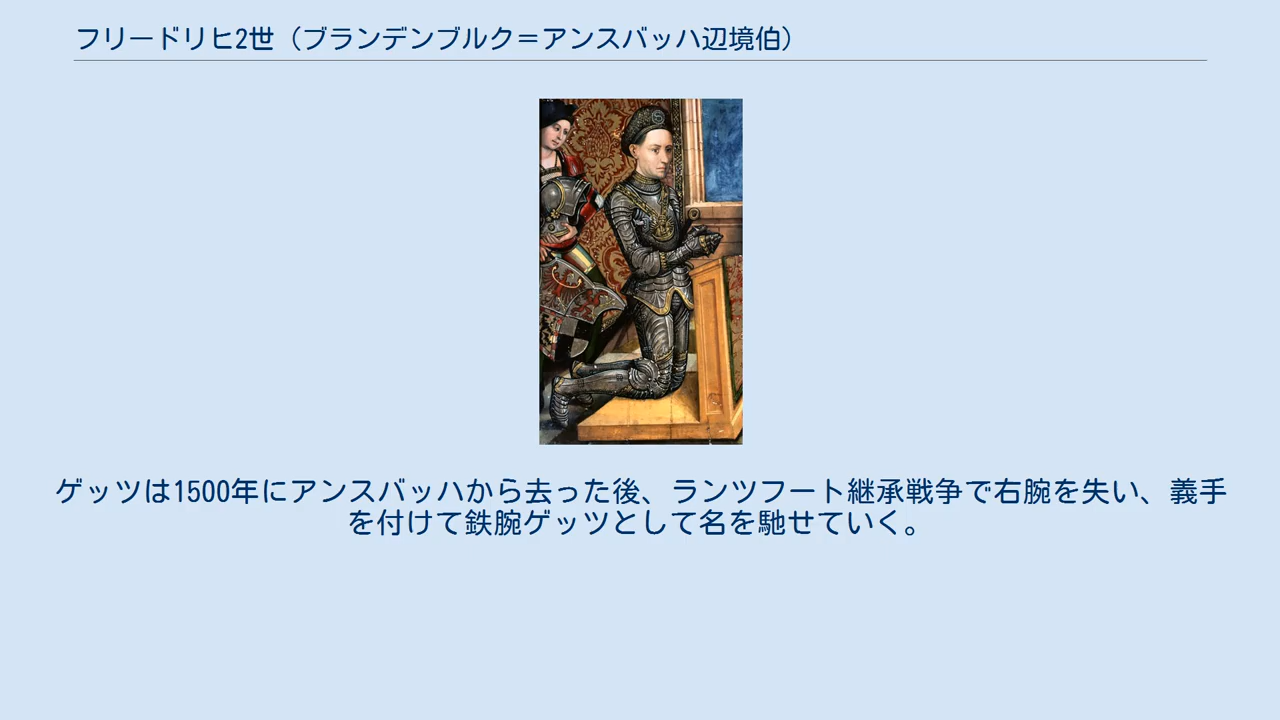 フリードリヒ2世（ブランデンブルク＝アンスバッハ辺境伯）
ゲッツは1500年にアンスバッハから去った後、ランツフート継承戦争で右腕を失い、義手
を付けて鉄腕ゲッツとして名を馳せていく。